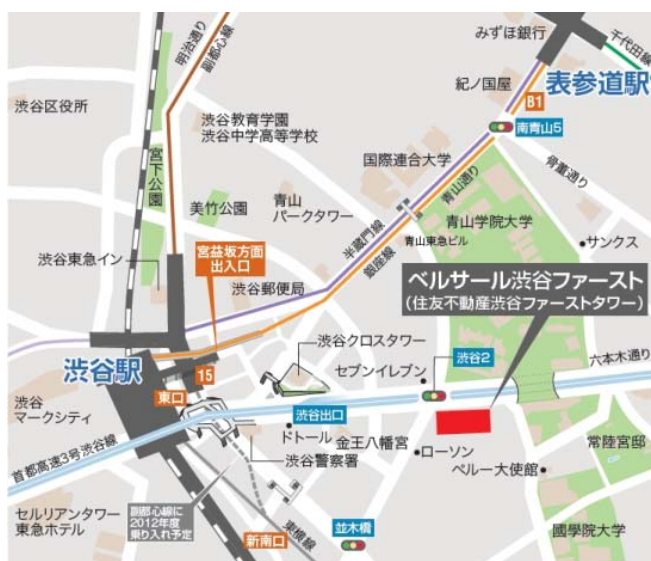 みずほ銀行
千代田線
明治通り
副都心線
紀ノ国屋
表参道駅
B1
渋谷区役所
渋谷教育学園
渋谷中学高等学校
南青山5
国際連合大学
骨董通り
宮下公園
青山通り
美竹公園
青山
パークタワー
青山学院大学
半蔵門線
銀座線
青山東急ビル
サンクス
渋谷東急イン
宮益坂方面
出入口
渋谷郵便局
ベルサール渋谷ファースト
(住友不動産渋谷ファーストタワー)
渋谷クロスタワー
渋谷駅
セブンイレブン
渋谷2
六本木通り
15
東口
渋谷
マークシティ
渋谷出口
ドトール
金王八幡宮
常陸宮邸
首都高速3号渋谷線
渋谷警察署
ローソン
ペルー大使館
セルリアンタワー
東急ホテル
副都心線に
2012年度
乗り入れ予定
新南口
東横線
並木橋
國學院大学